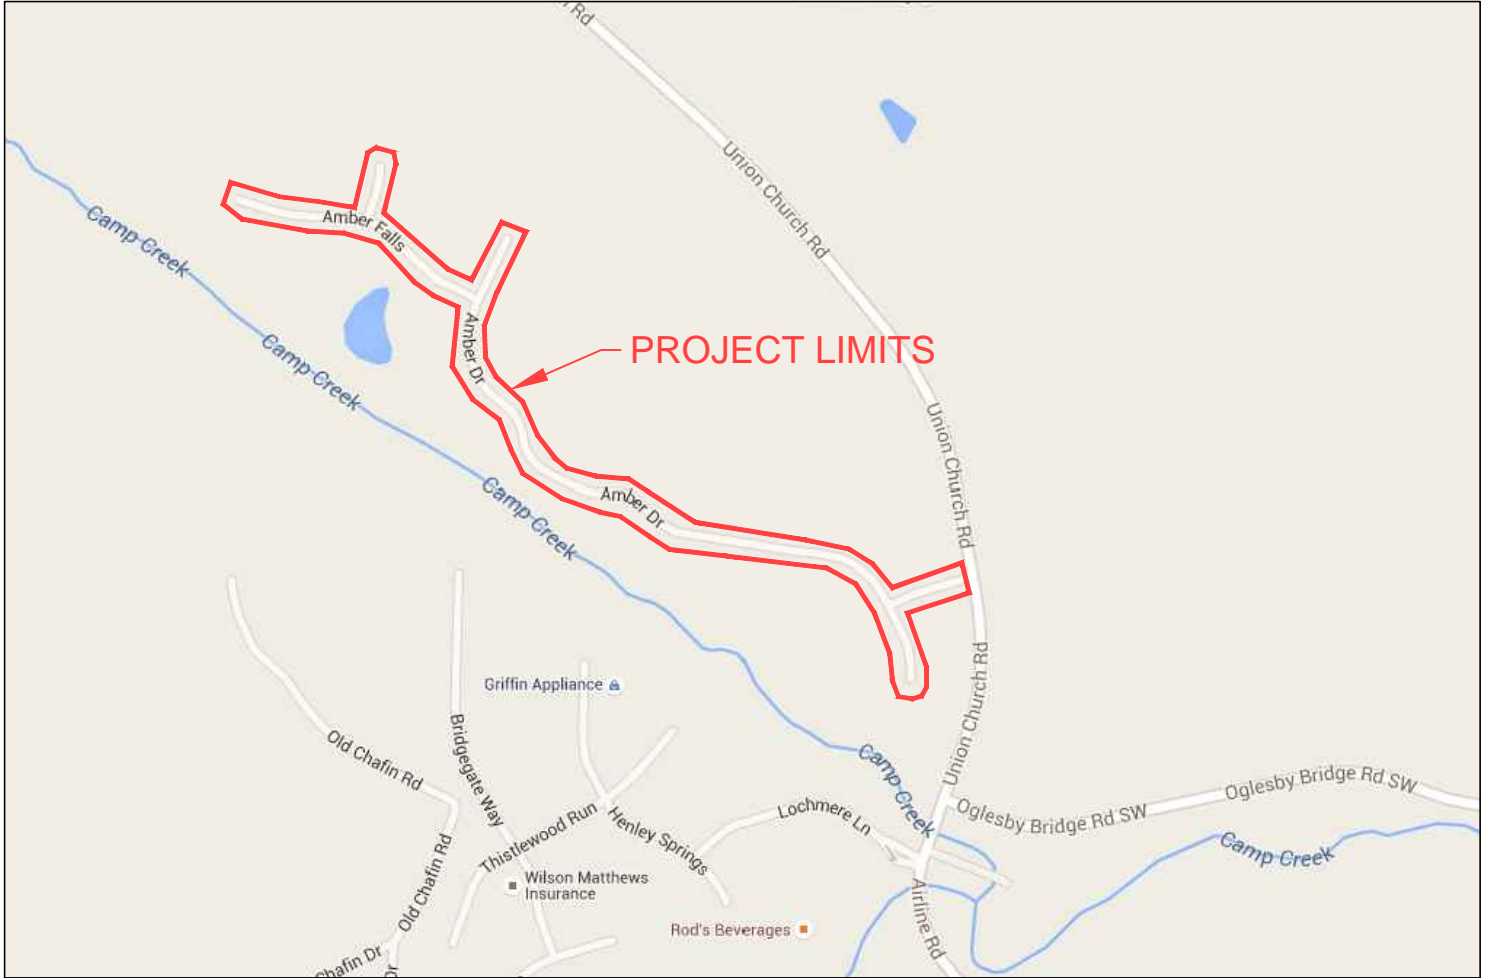 Rd
Union Church Rd
Camp Creek
Amber Falls
Amber Dr
PROJECT LIMITS
Camp Creek
Union Church Rd
Camp Creek
Amber Dr
Griffin Appliance
Union Church Rd
Old Chafin Rd
Bridgegate Way
Camp Creek
Oglesby Bridge Rd SW
Oglesby Bridge Rd SW
Lochmere Ln
Thistlewood Run
Henley Springs
Camp Creek
Old Chafin Rd
Wilson Matthews
Insurance
Airline Rd
Rod's Beverages
Chafin Dr
Dr